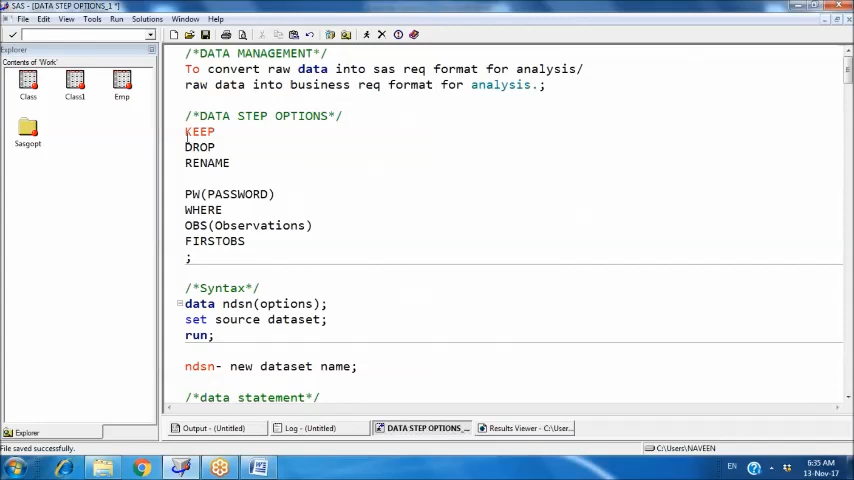 SAS - [DATA STEP OPTIONS_1 *]
File Edit View Tools Run Solutions Window Help
Explorer
Contents of 'Work'
Class Class1 Emp
Sasgopt
/*DATA MANAGEMENT*/
To convert raw data into sas req format for analysis/
raw data into business req format for analysis.;
/*DATA STEP OPTIONS*/
KEEP
DROP
RENAME
PW(PASSWORD)
WHERE
OBS(Observations)
FIRSTOBS
;
/*Syntax*/
data ndsn(options);
set source dataset;
run;
ndsn- new dataset name;
/*data statement*/
Explorer
Output - (Untitled) Log - (Untitled) DATA STEP OPTIONS_... Results Viewer - C:\User...
File saved successfully. C:\Users\NAVEEN
EN 6:35 AM
13-Nov-17